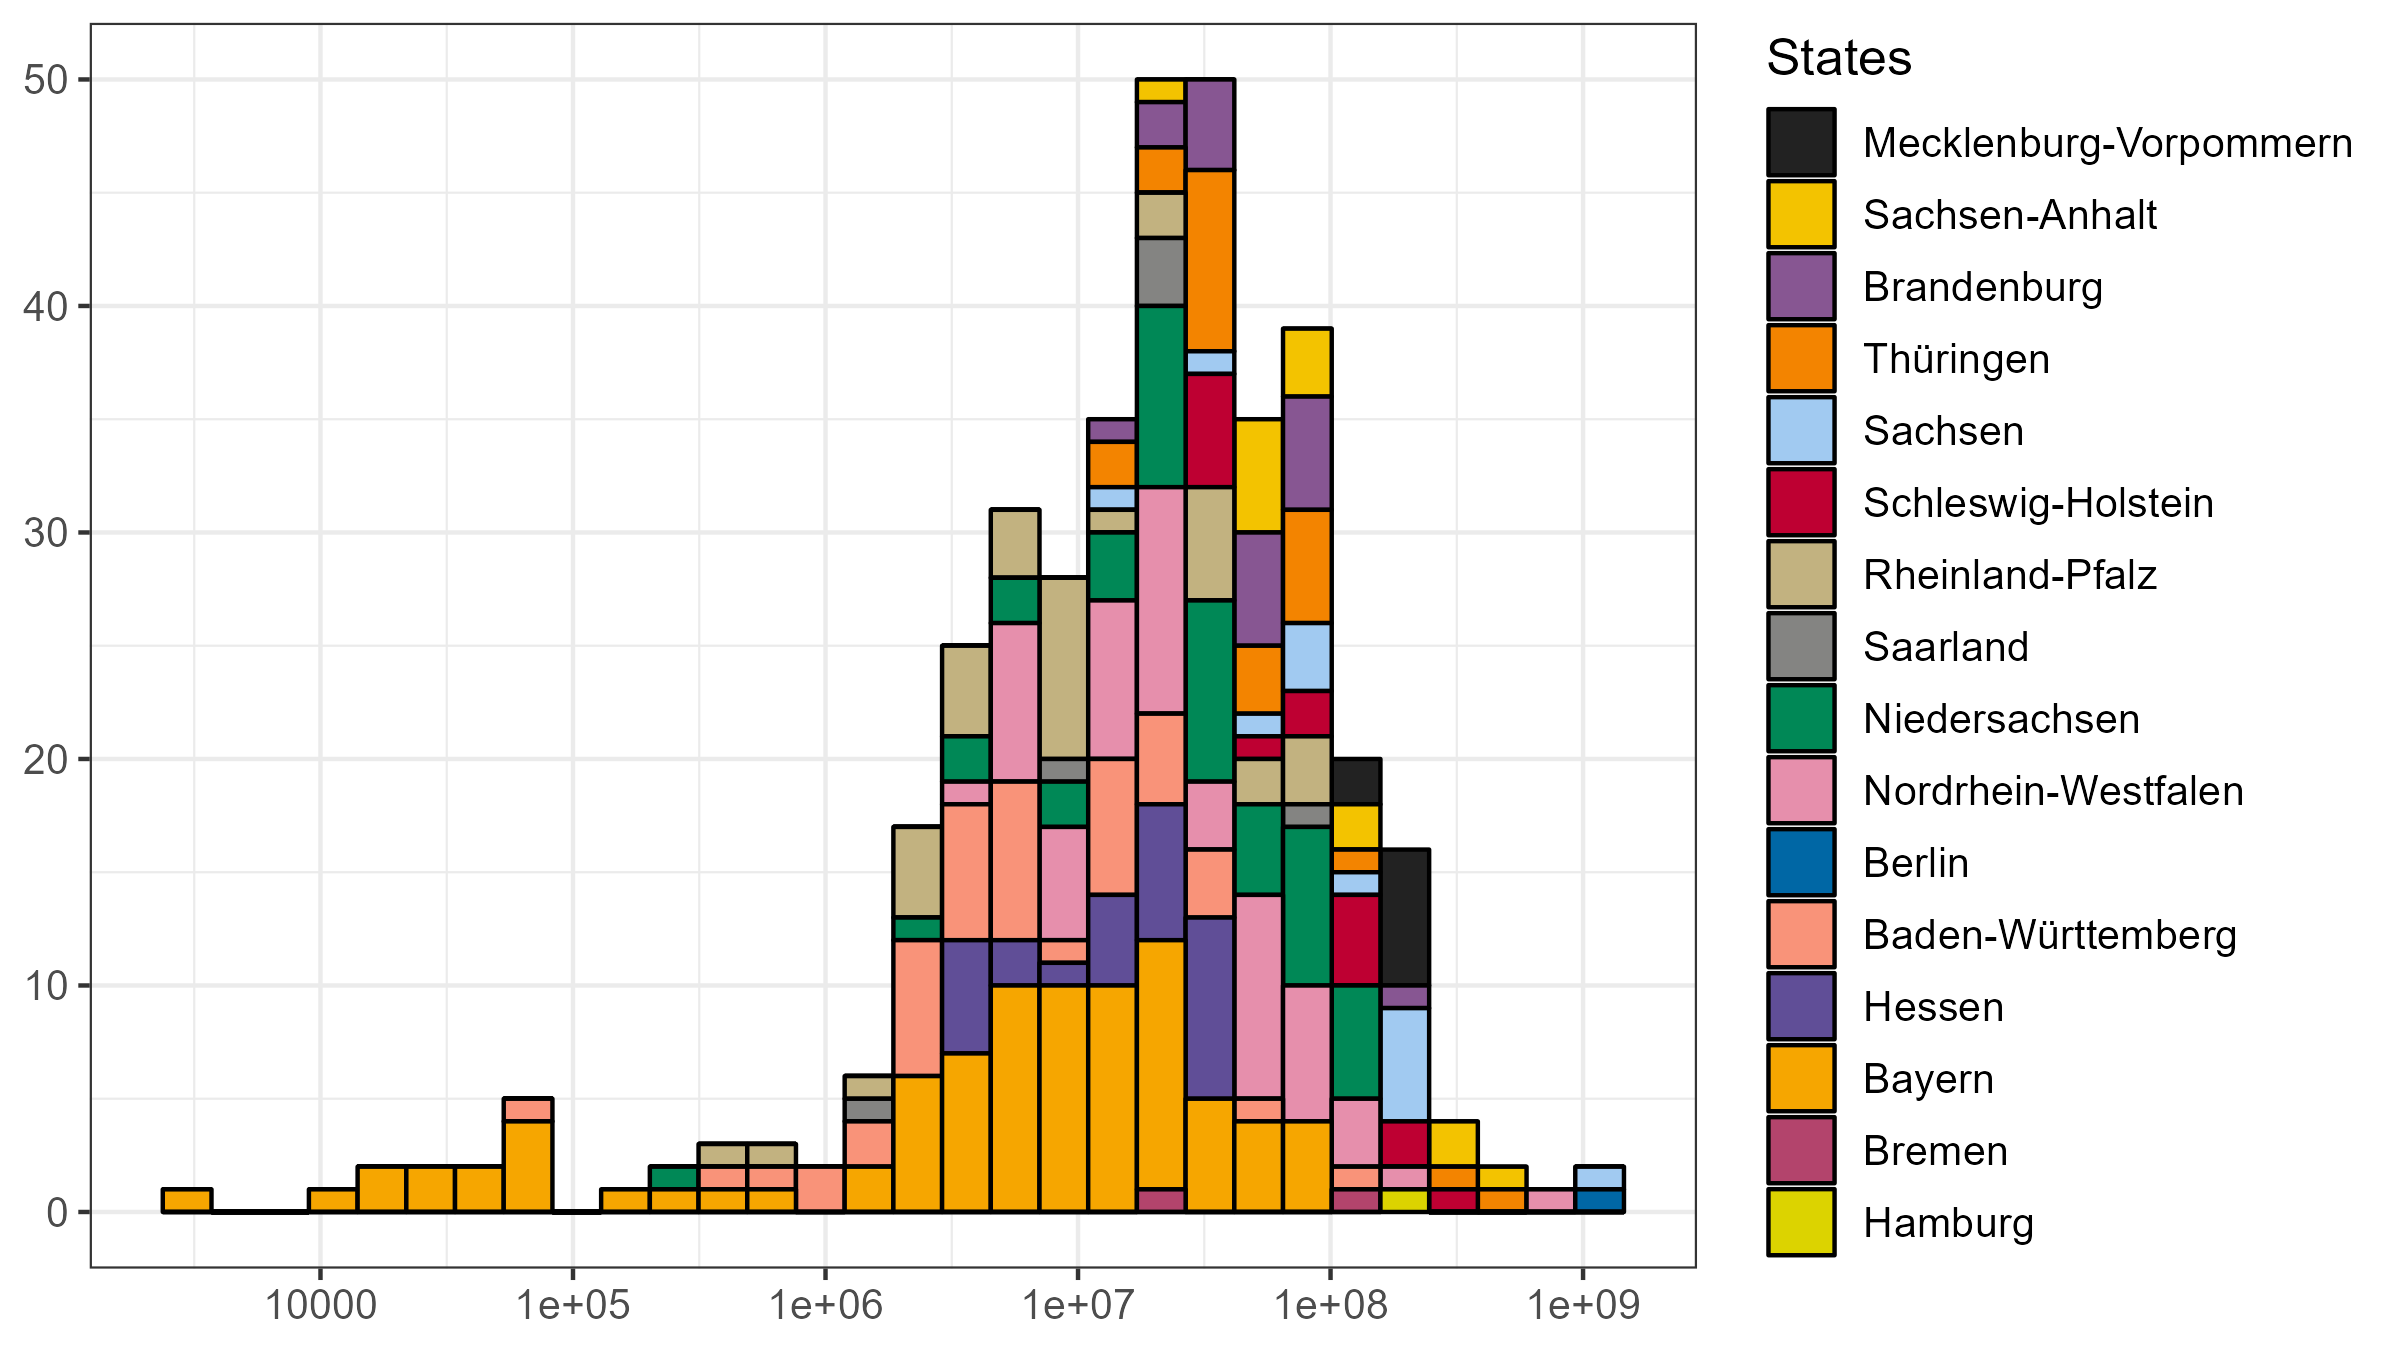 50
40
30
20
10
0
10000
1e+05
1e+06
1e+07
1e+08
1e+09
States
Mecklenburg-Vorpommern
Sachsen-Anhalt
Brandenburg
Thüringen
Sachsen
Schleswig-Holstein
Rheinland-Pfalz
Saarland
Niedersachsen
Nordrhein-Westfalen
Berlin
Baden-Württemberg
Hessen
Bayern
Bremen
Hamburg